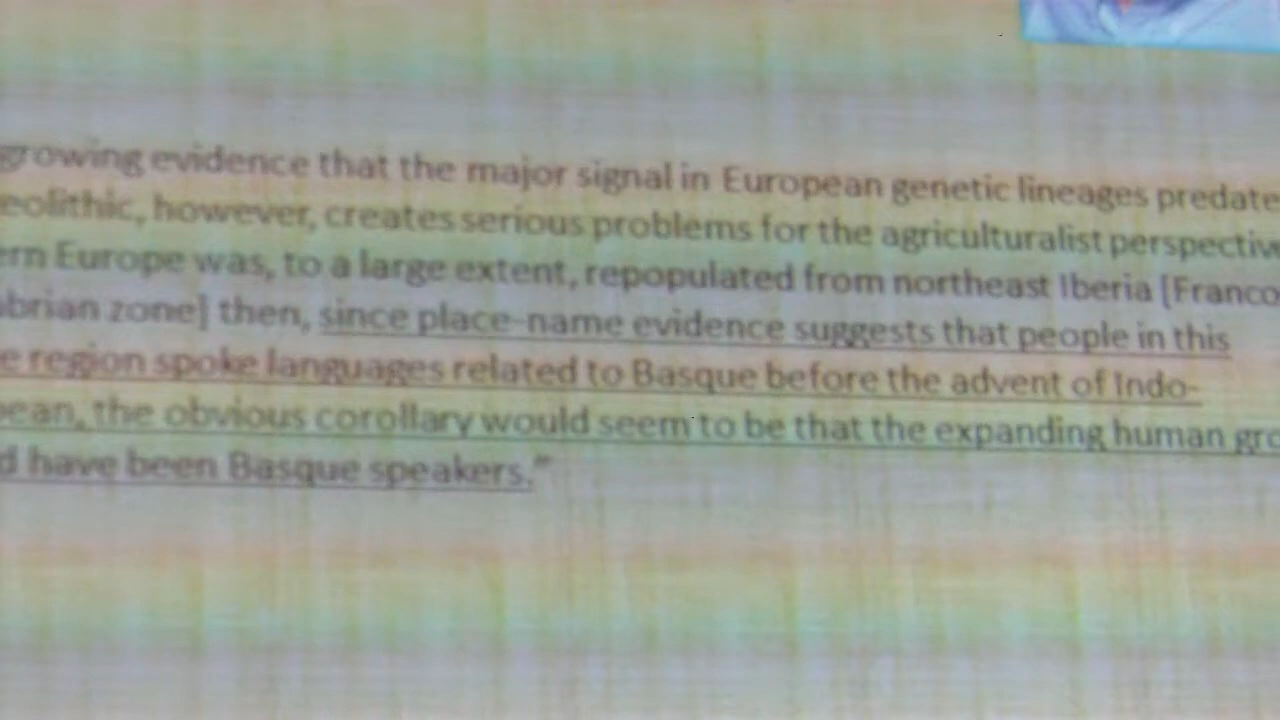 growing evidence that the major signal in European genetic lineages predate
eolithic, however, creates serious problems for the agriculturalist perspectiv
ern Europe was, to a large extent, repopulated from northeast Iberia [Franco
brian zone] then, since place-name evidence suggests that people in this
e region spoke languages related to Basque before the advent of Indo-
ean, the obvious corollary would seem to be that the expanding human gro
d have been Basque speakers."